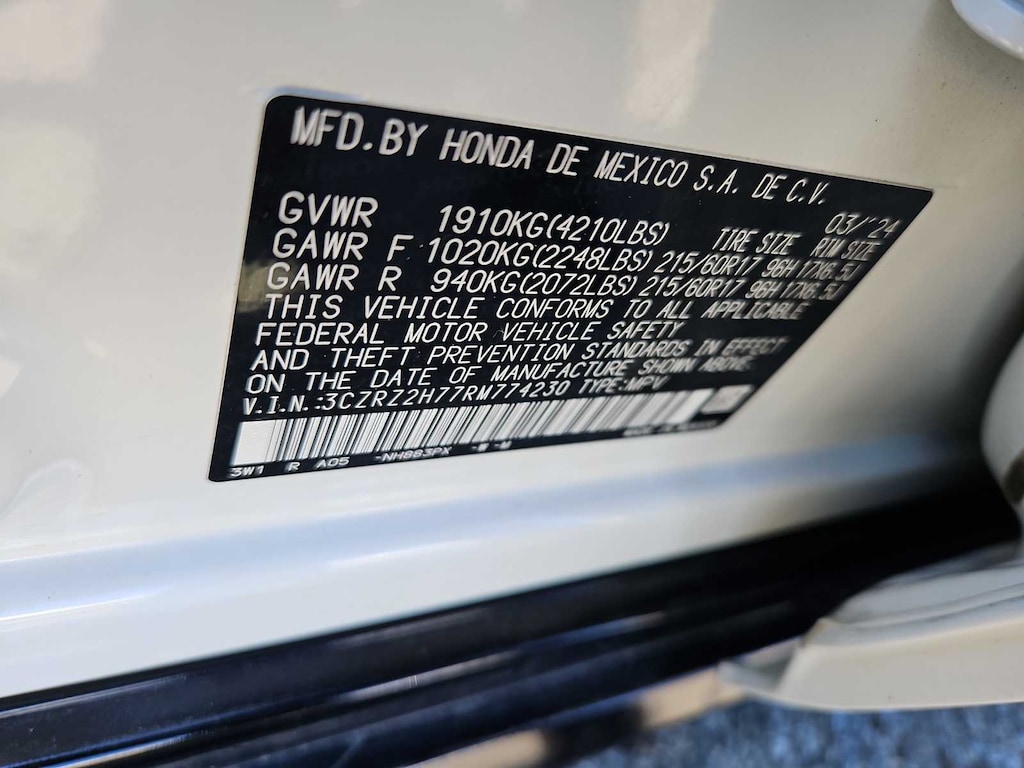 MFD.BY HONDA DE MEXICO S.A. DE C.V.
03/'24
GVWR 1910KG(4210LBS) TIRE SIZE RIM SIZE
GAWR F 1020KG(2248LBS) 215/60R17 96H 17X6.5J
GAWR R 940KG(2072LBS) 215/60R17 96H 17X6.5J
THIS VEHICLE CONFORMS TO ALL APPLICABLE
FEDERAL MOTOR VEHICLE SAFETY
AND THEFT PREVENTION STANDARDS IN EFFECT
ON THE DATE OF MANUFACTURE SHOWN ABOVE.
V.I.N.:3CZRZ2H77RM774230 TYPE:MPV
3W1 R A05 -NH883PX